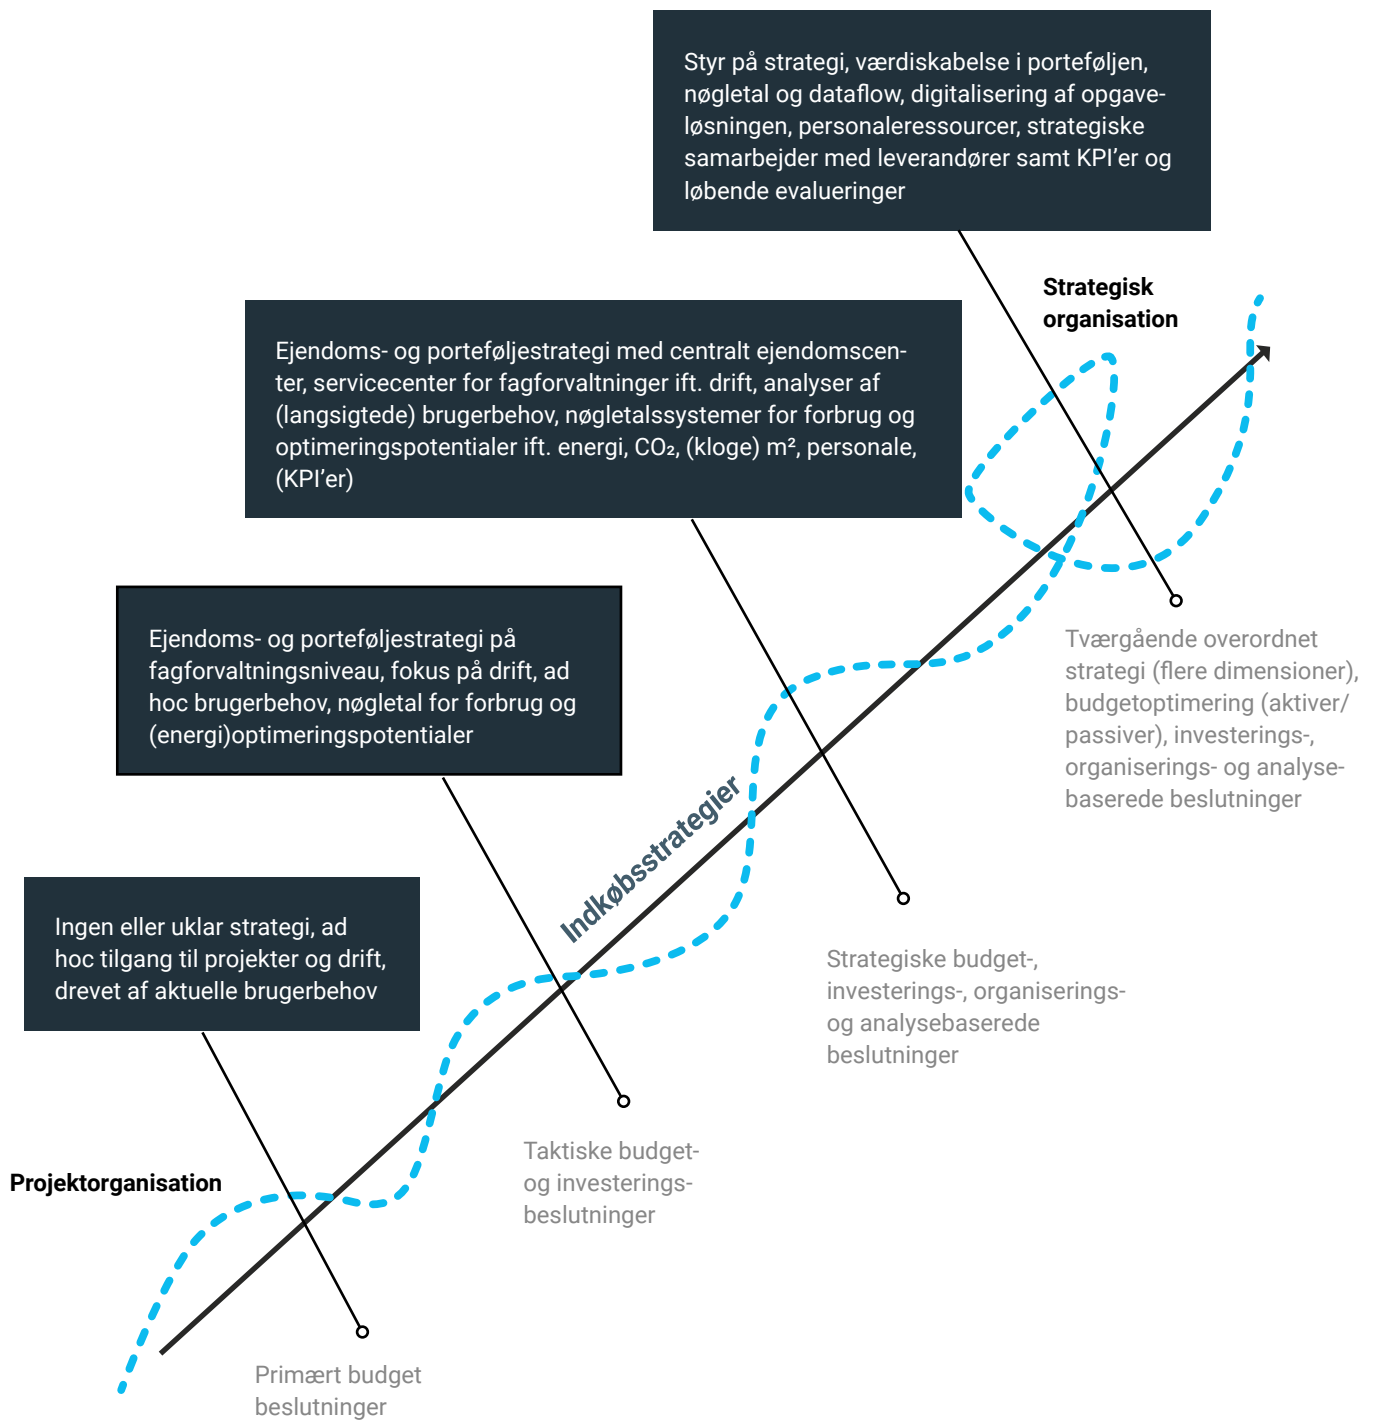 Styr på strategi, værdiskabelse i porteføljen,
nøgletal og dataflow, digitalisering af opgave-
løsningen, personaleressourcer, strategiske
samarbejder med leverandører samt KPI'er og
løbende evalueringer
Strategisk
organisation
Ejendoms- og porteføljestrategi med centralt ejendomscen-
ter, servicecenter for fagforvaltninger ift. drift, analyser af
(langsigtede) brugerbehov, nøgletalssystemer for forbrug og
optimeringspotentialer ift. energi, CO₂, (kloge) m², personale,
(KPI'er)
Ejendoms- og porteføljestrategi på
fagforvaltningsniveau, fokus på drift, ad
hoc brugerbehov, nøgletal for forbrug og
(energi)optimeringspotentialer
Tværgående overordnet
strategi (flere dimensioner),
budgetoptimering (aktiver/
passiver), investerings-,
organiserings- og analyse-
baserede beslutninger
Indkøbsstrategier
Ingen eller uklar strategi, ad
hoc tilgang til projekter og drift,
drevet af aktuelle brugerbehov
Strategiske budget-,
investerings-, organiserings-
og analysebaserede
beslutninger
Taktiske budget-
og investerings-
beslutninger
Projektorganisation
Primært budget
beslutninger